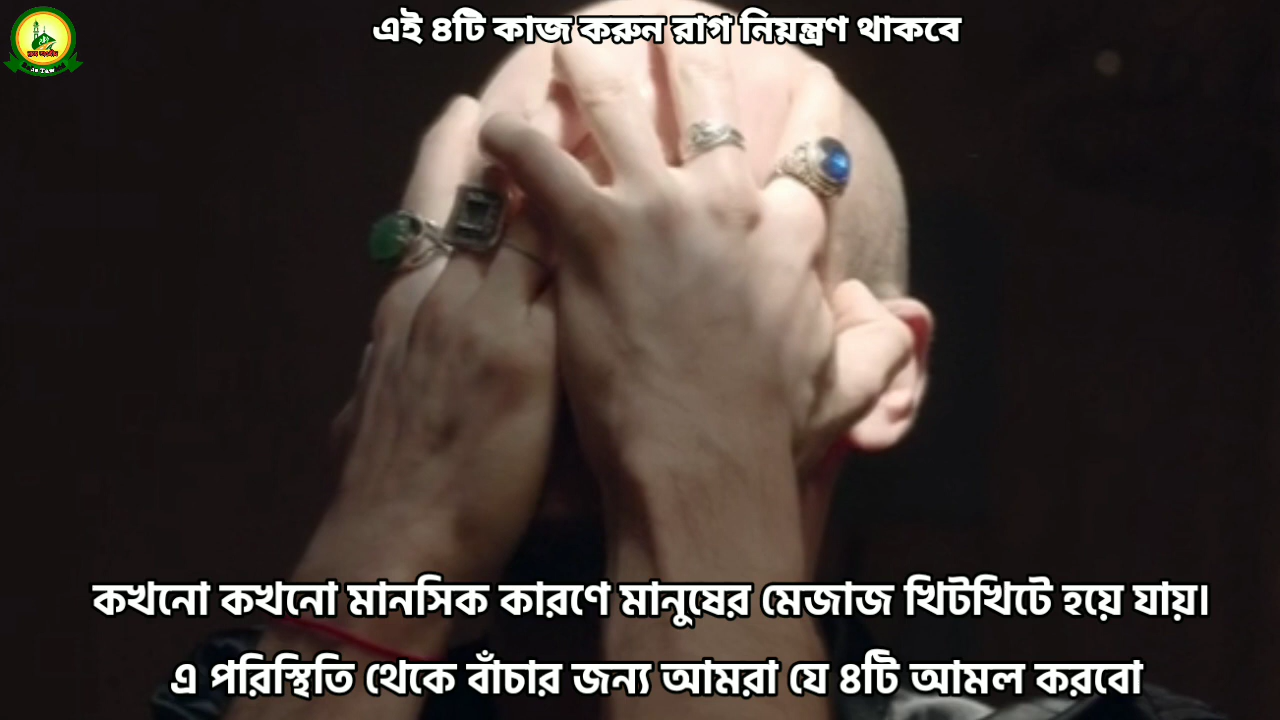 এই ৪টি কাজ করুন রাগ নিয়ন্ত্রণ থাকবে
কখনো কখনো মানসিক কারণে মানুষের মেজাজ খিটখিটে হয়ে যায়।
এ পরিস্থিতি থেকে বাঁচার জন্য আমরা যে ৪টি আমল করবো